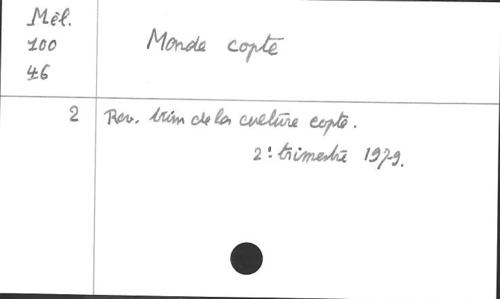 Mél.
100
46
Monde copte
2 Rev. trim de la culture copte.
2e trimestre 1979.